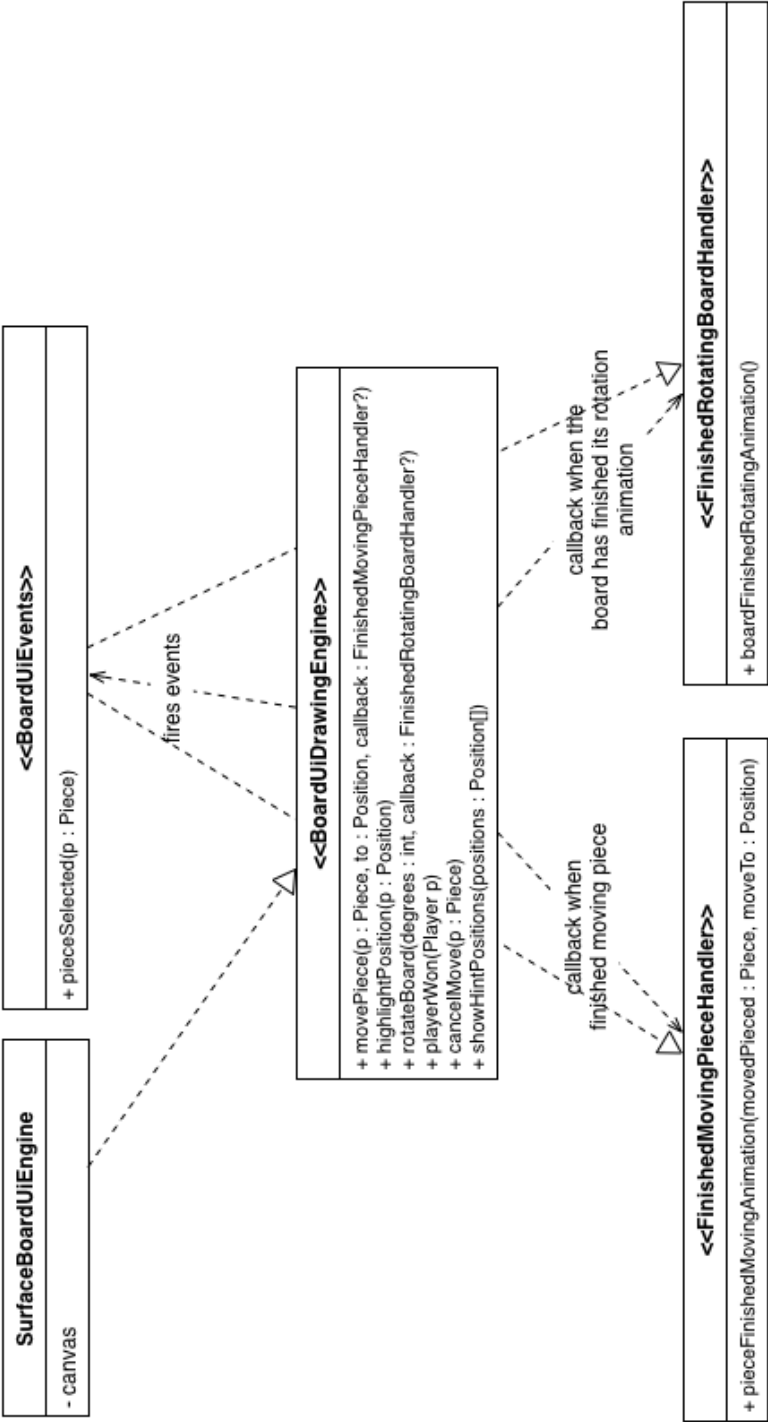 SurfaceBoardUiEngine
- canvas
<<BoardUiEvents>>
+ pieceSelected(p : Piece)
fires events
<<BoardUiDrawingEngine>>
+ movePiece(p : Piece, to : Position, callback : FinishedMovingPieceHandler?)
+ highlightPosition(p : Position)
+ rotateBoard(degrees : int, callback : FinishedRotatingBoardHandler?)
+ playerWon(Player p)
+ cancelMove(p : Piece)
+ showHintPositions(positions : Position[])
callback when
finished moving piece
callback when the
board has finished its rotation
animation
<<FinishedMovingPieceHandler>>
+ pieceFinishedMovingAnimation(movedPieced : Piece, moveTo : Position)
<<FinishedRotatingBoardHandler>>
+ boardFinishedRotatingAnimation()